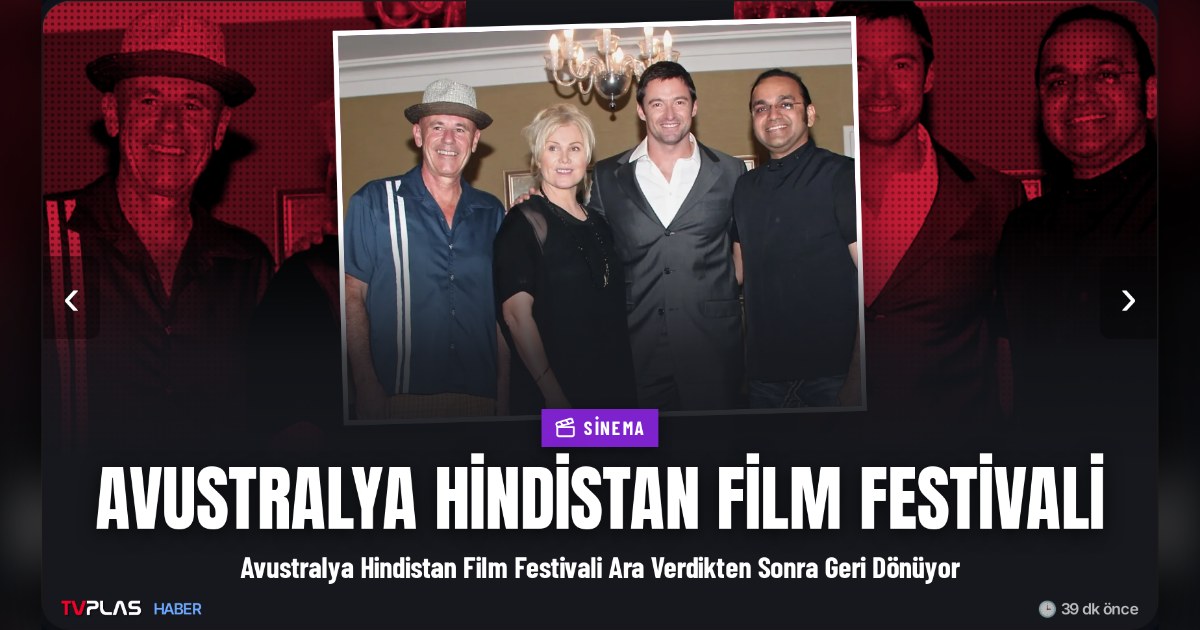 SİNEMA
AVUSTRALYA HİNDİSTAN FİLM FESTİVALİ
Avustralya Hindistan Film Festivali Ara Verdikten Sonra Geri Dönüyor
TVPLAS HABER
39 dk önce